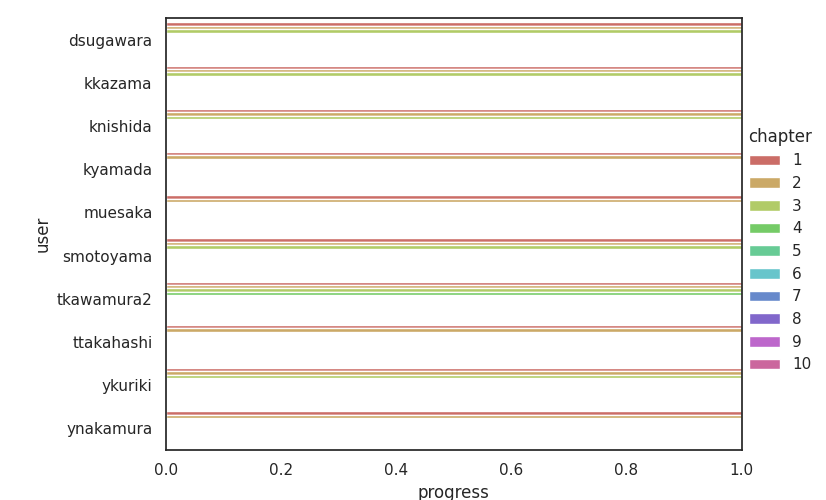 dsugawara
kkazama
knishida
kyamada
muesaka
smotoyama
tkawamura2
ttakahashi
ykuriki
ynakamura
user
0.0 0.2 0.4 0.6 0.8 1.0
progress
chapter
1
2
3
4
5
6
7
8
9
10